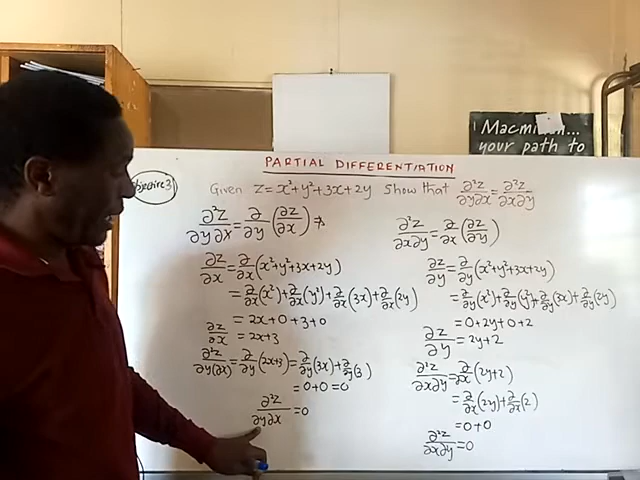 Macm...n...
your path to
PARTIAL DIFFERENTIATION
Objective 3
Given z = x²+y²+3x+2y show that ∂²z/∂y∂x = ∂²z/∂x∂y
∂²z/∂y∂x = ∂/∂y(∂z/∂x) ⇒
∂z/∂x = ∂/∂x(x²+y²+3x+2y)
= ∂/∂x(x²)+∂/∂x(y²)+∂/∂x(3x)+∂/∂x(2y)
= 2x+0+3+0
∂z/∂x = 2x+3
∂²z/∂y(∂x) = ∂/∂y(2x+3) = ∂/∂y(3x)+∂/∂y(3)
= 0+0 = 0
∂²z/∂y∂x = 0
∂²z/∂x∂y = ∂/∂x(∂z/∂y)
∂z/∂y = ∂/∂y(x²+y²+3x+2y)
= ∂/∂y(x²)+∂/∂y(y²)+∂/∂y(3x)+∂/∂y(2y)
= 0+2y+0+2
∂z/∂y = 2y+2
∂²z/∂x∂y = ∂/∂x(2y+2)
= ∂/∂x(2y)+∂/∂x(2)
= 0+0
∂²z/∂x∂y = 0